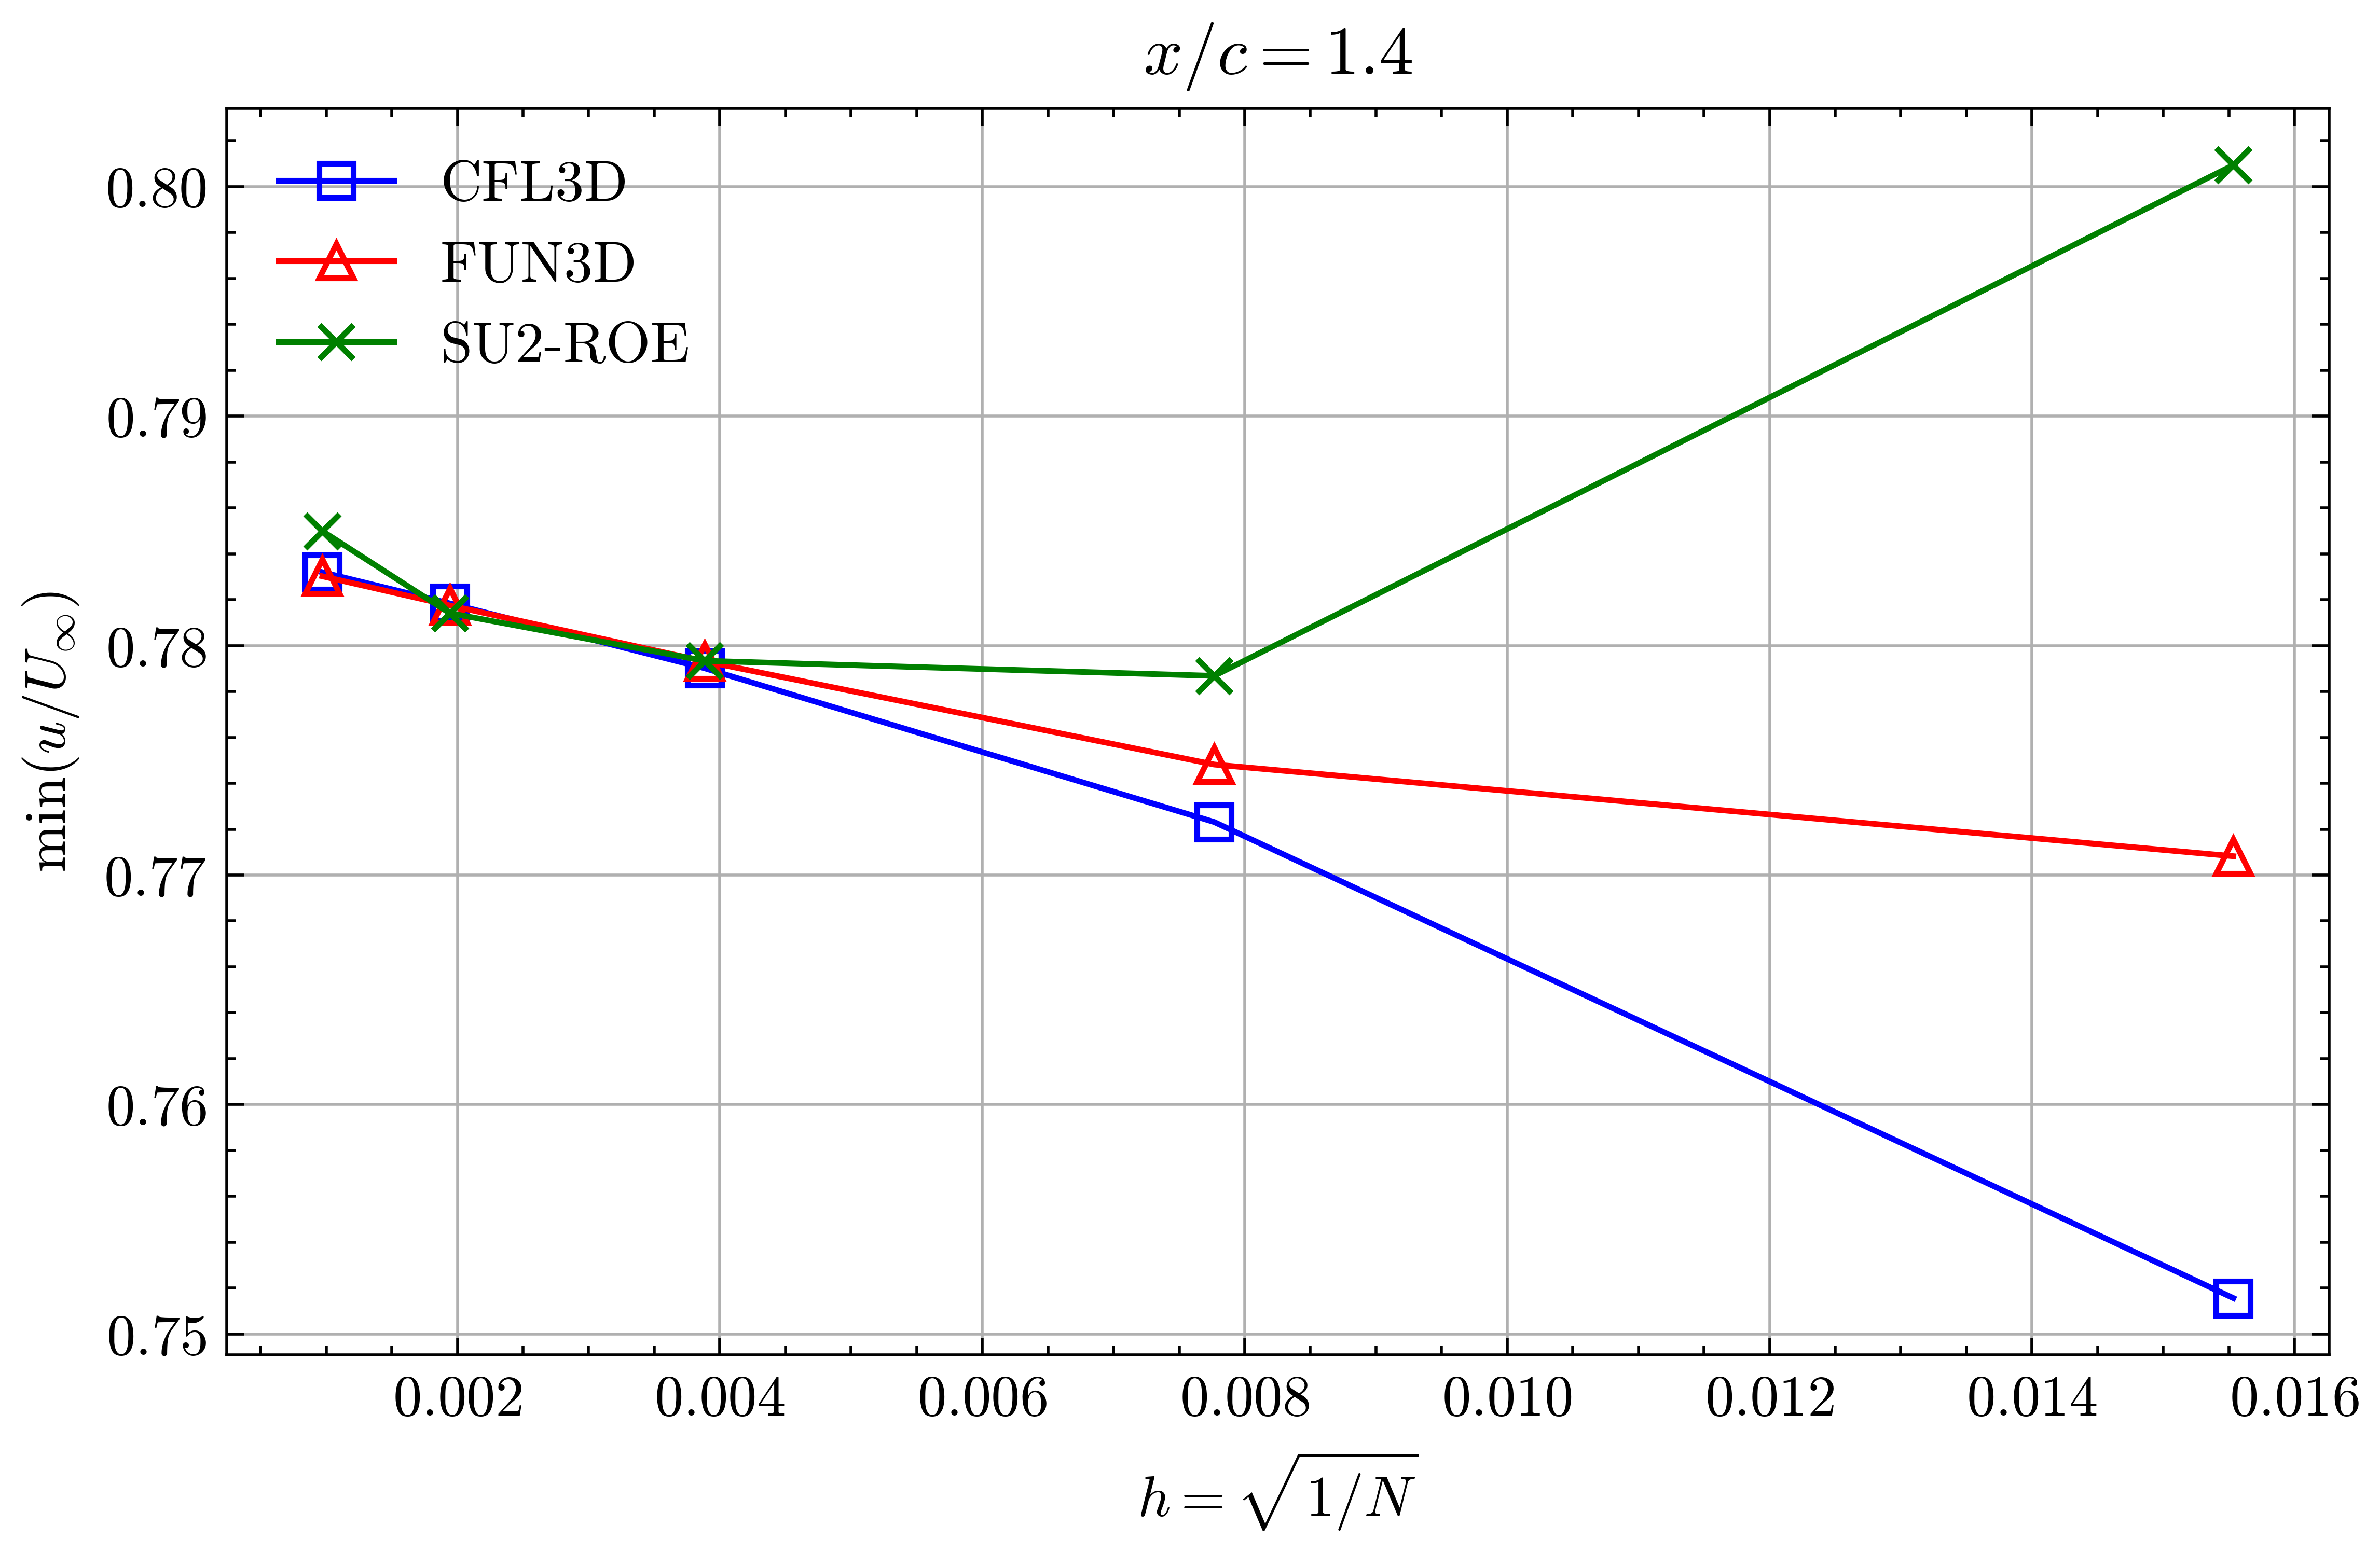 x/c = 1.4
CFL3D
FUN3D
SU2-ROE
min(u/U∞)
0.80
0.79
0.78
0.77
0.76
0.75
0.002 0.004 0.006 0.008 0.010 0.012 0.014 0.016
h = √1/N